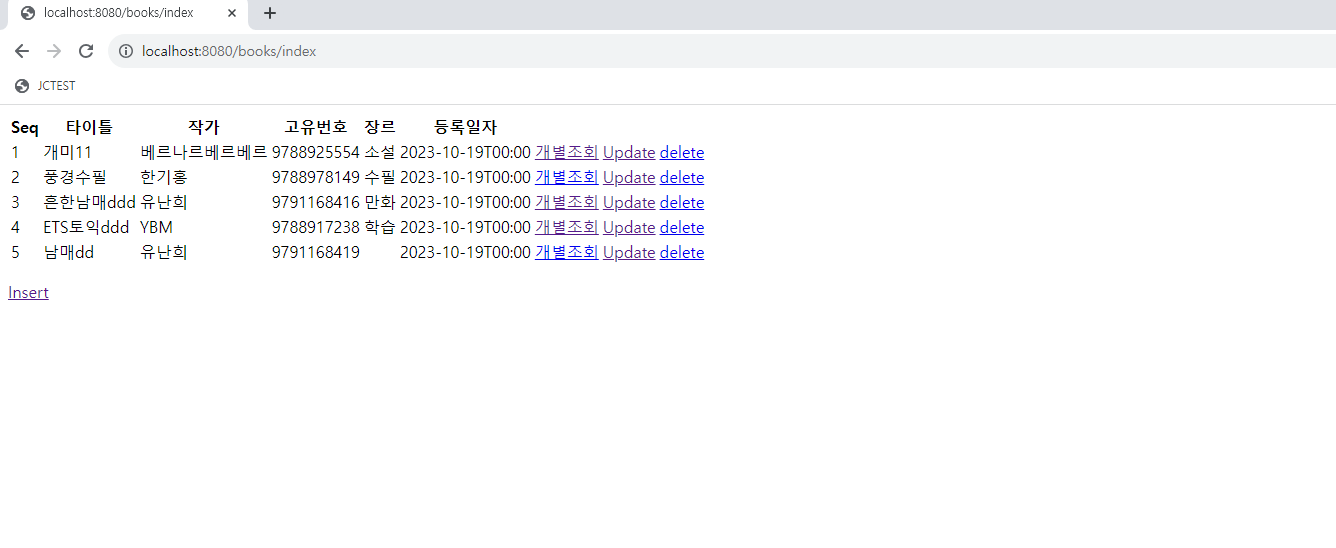 localhost:8080/books/index
localhost:8080/books/index
JCTEST
Seq 타이틀 작가 고유번호 장르 등록일자
1 개미11 베르나르베르베르 9788925554 소설 2023-10-19T00:00 개별조회 Update delete
2 풍경수필 한기홍 9788978149 수필 2023-10-19T00:00 개별조회 Update delete
3 흔한남매ddd 유난희 9791168416 만화 2023-10-19T00:00 개별조회 Update delete
4 ETS토익ddd YBM 9788917238 학습 2023-10-19T00:00 개별조회 Update delete
5 남매dd 유난희 9791168419 2023-10-19T00:00 개별조회 Update delete
Insert